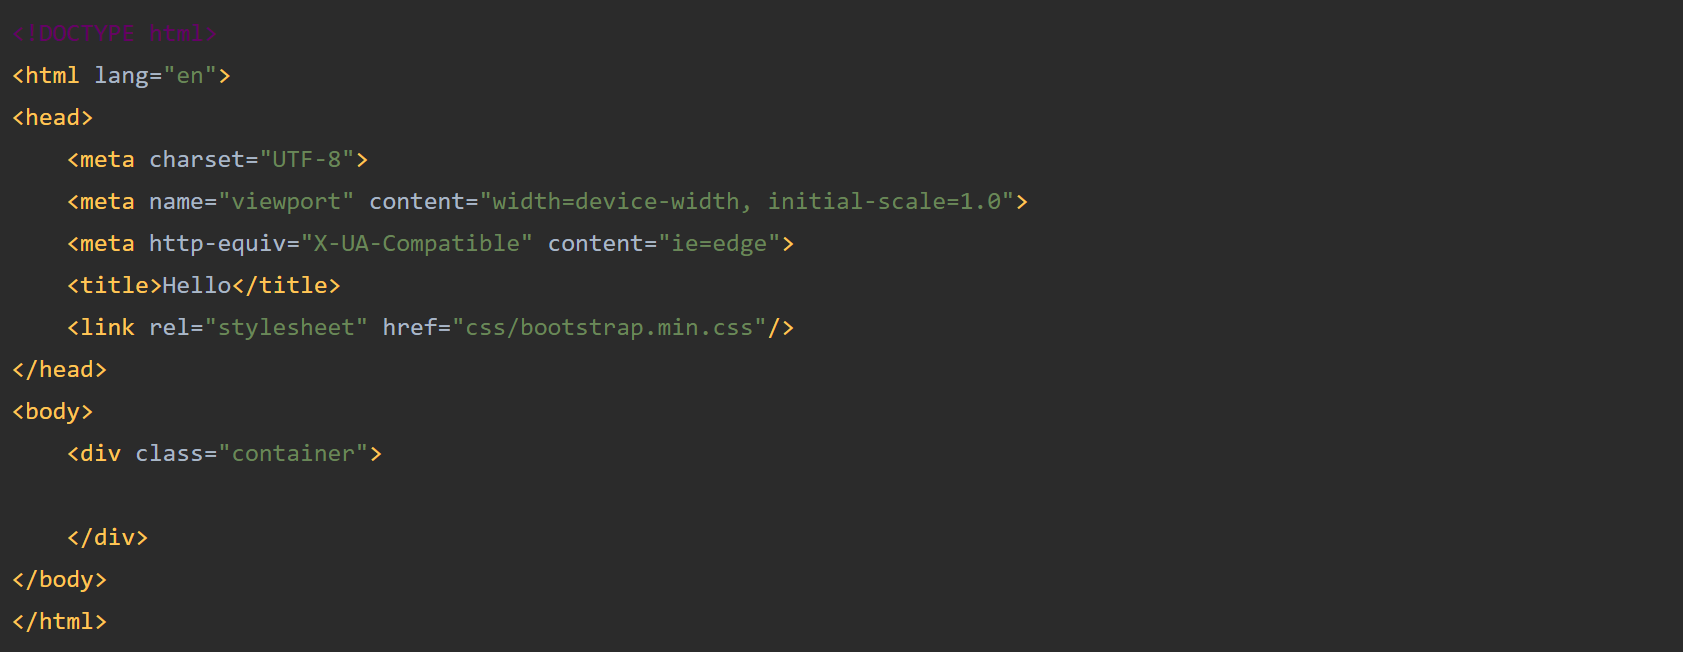 <!DOCTYPE html>
<html lang="en">
<head>
    <meta charset="UTF-8">
    <meta name="viewport" content="width=device-width, initial-scale=1.0">
    <meta http-equiv="X-UA-Compatible" content="ie=edge">
    <title>Hello</title>
    <link rel="stylesheet" href="css/bootstrap.min.css"/>
</head>
<body>
    <div class="container">

    </div>
</body>
</html>